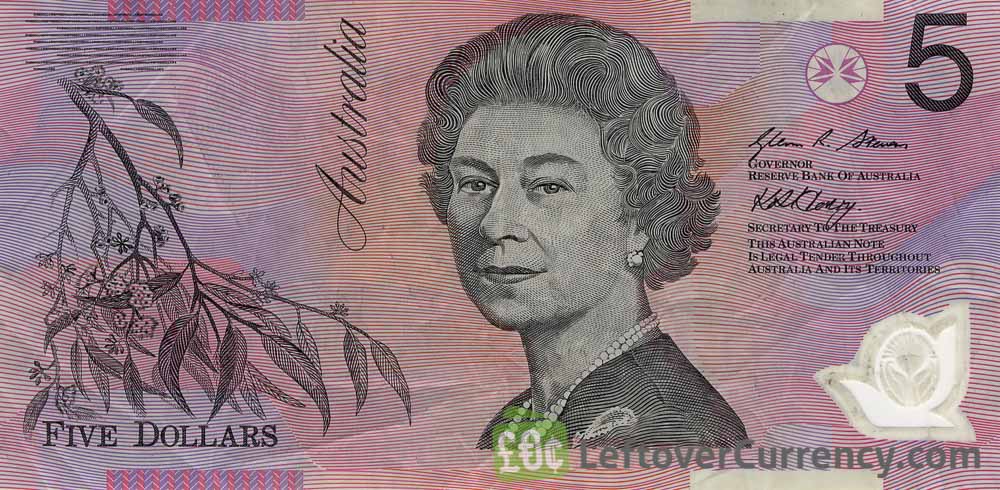 Australia
5
Glenn R. Stevens
GOVERNOR
RESERVE BANK OF AUSTRALIA
SECRETARY TO THE TREASURY
THIS AUSTRALIAN NOTE
IS LEGAL TENDER THROUGHOUT
AUSTRALIA AND ITS TERRITORIES
FIVE DOLLARS
£0¢ LeftoverCurrency.com